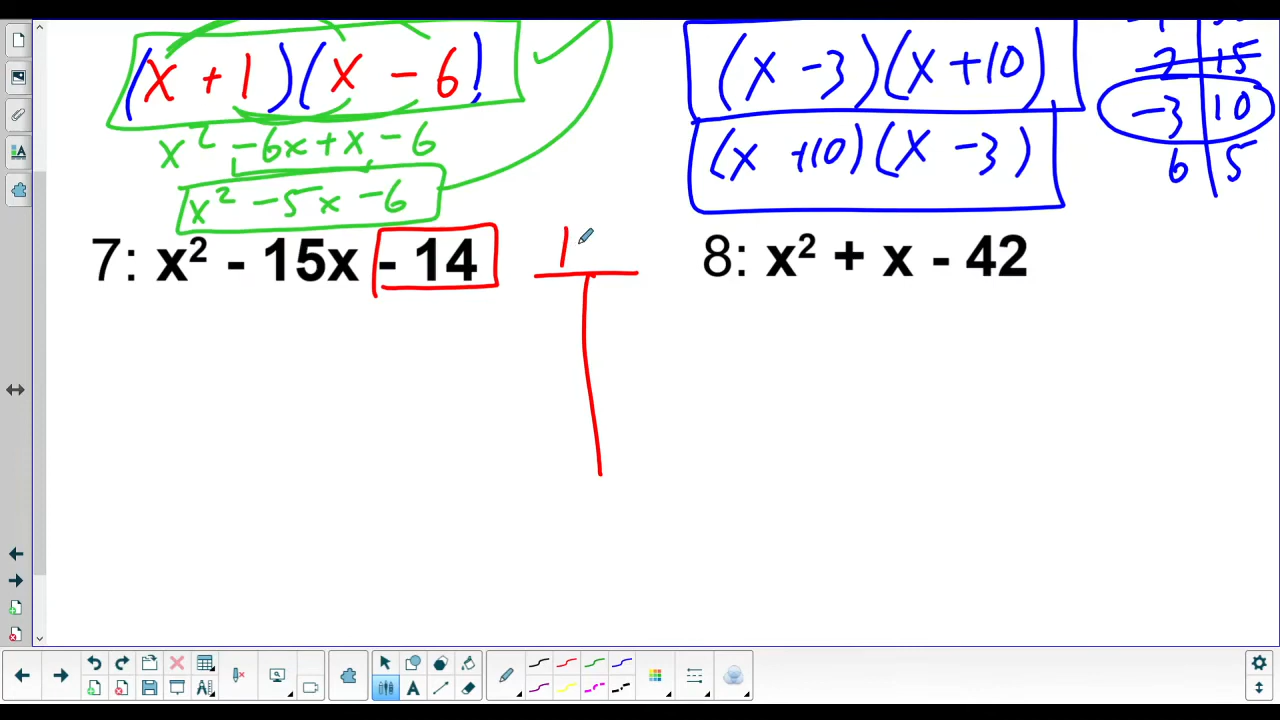 (x + 1)(x - 6)
x² - 6x + x - 6
x² - 5x - 6
(x - 3)(x + 10)
(x + 10)(x - 3)
2 15
-3 10
6 5
7: x² - 15x - 14
1
8: x² + x - 42
A
A